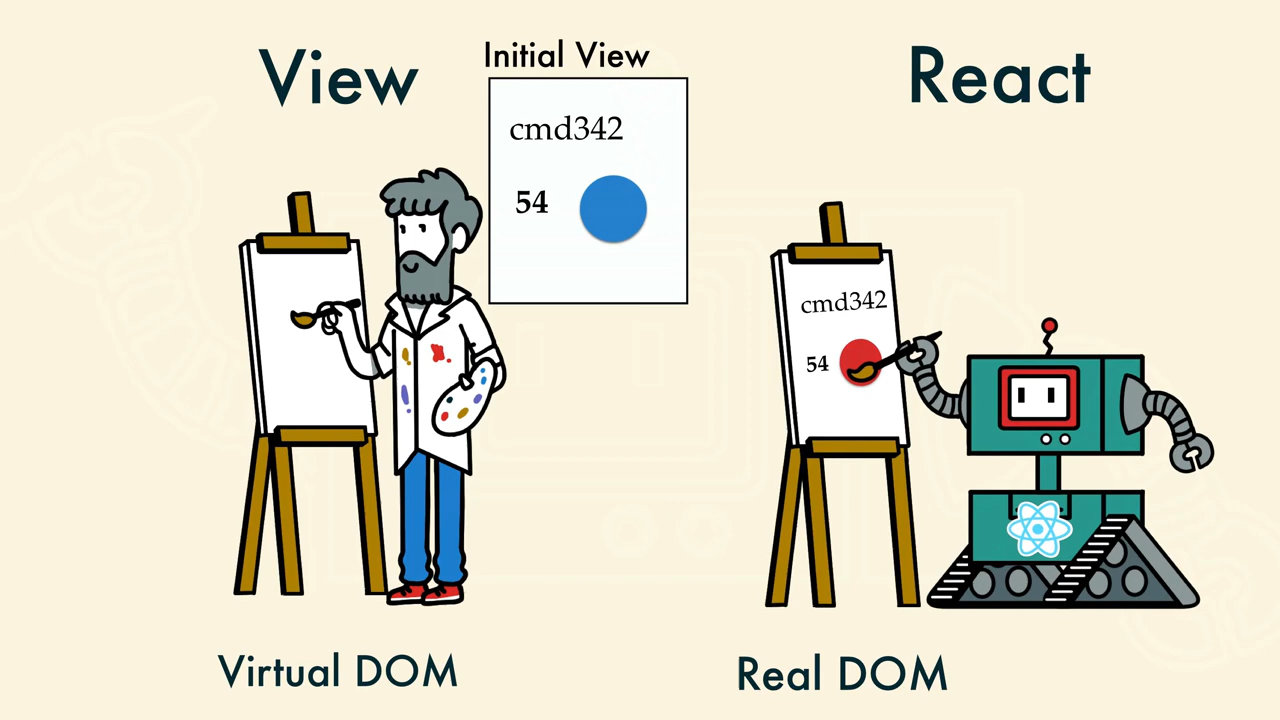 View
Initial View
React
cmd342
54
cmd342
54
Virtual DOM
Real DOM